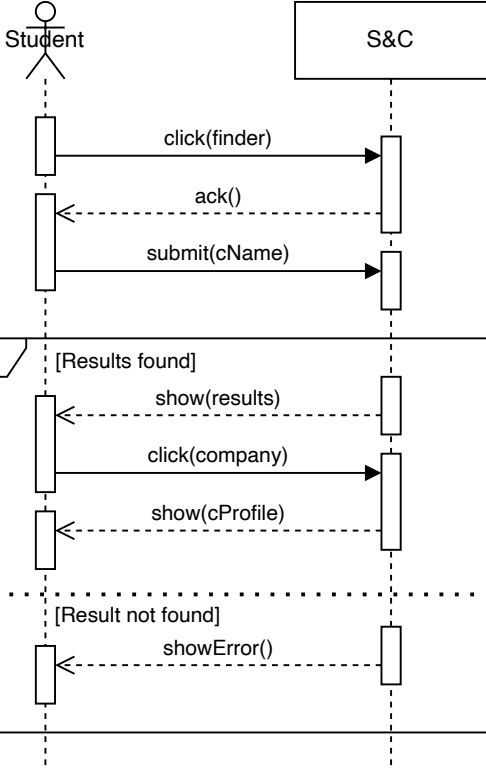 Student
S&C
click(finder)
ack()
submit(cName)
[Results found]
show(results)
click(company)
show(cProfile)
[Result not found]
showError()